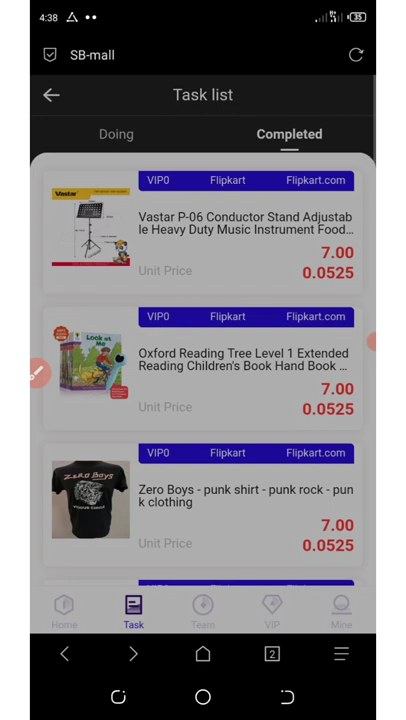 4:38
35
SB-mall
Task list
Doing
Completed
Vastar
VIP0 Flipkart Flipkart.com
Vastar P-06 Conductor Stand Adjustab
le Heavy Duty Music Instrument Food...
7.00
Unit Price
0.0525
Look at
Me
VIP0 Flipkart Flipkart.com
Oxford Reading Tree Level 1 Extended
Reading Children's Book Hand Book ...
7.00
Unit Price
0.0525
ZERO BOYS
VIP0 Flipkart Flipkart.com
Zero Boys - punk shirt - punk rock - pun
k clothing
7.00
Unit Price
0.0525
Home
Task
Team
VIP
Mine
2